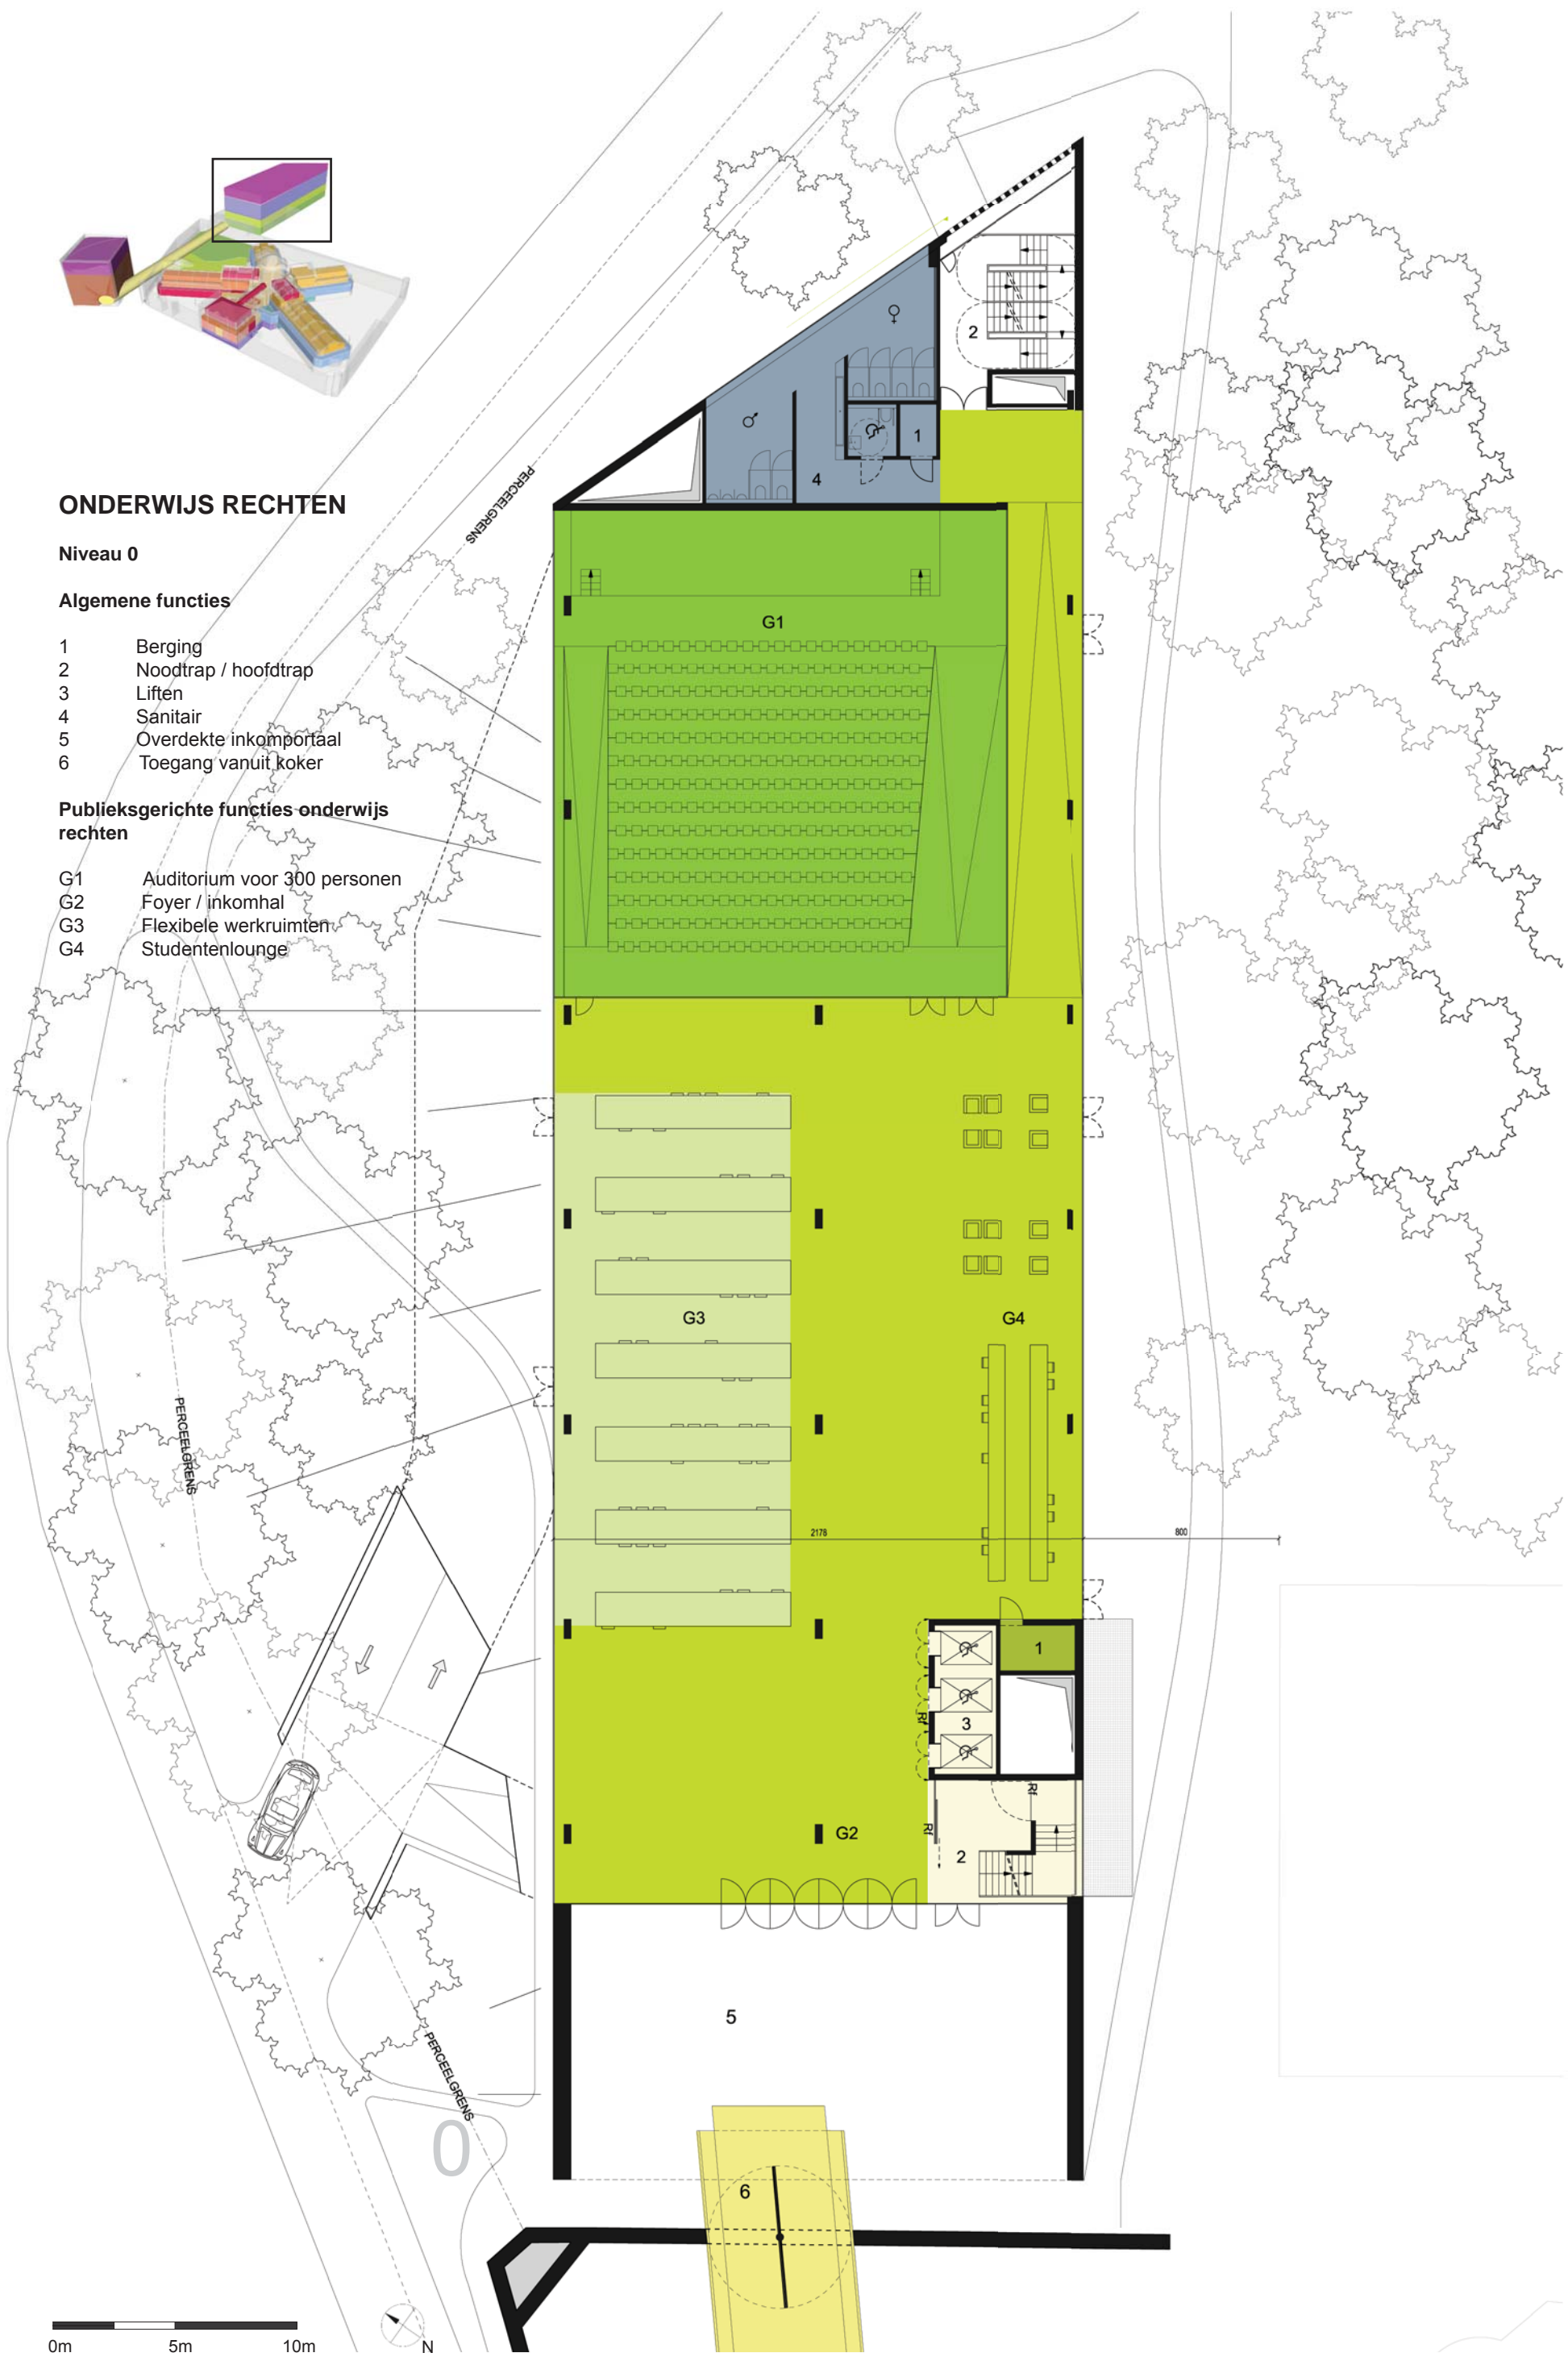 ONDERWIJS RECHTEN
Niveau 0
Algemene functies
1 Berging
2 Noodtrap / hoofdtrap
3 Liften
4 Sanitair
5 Overdekte inkomportaal
6 Toegang vanuit koker
Publieksgerichte functies onderwijs
rechten
G1 Auditorium voor 300 personen
G2 Foyer / inkomhal
G3 Flexibele werkruimten
G4 Studentenlounge
PERCEELGRENS
2
1
4
G1
G3
G4
PERCEELGRENS
2178
800
1
3
Rf
Rf
Rf
G2
2
5
PERCEELGRENS
0
6
N
0m 5m 10m